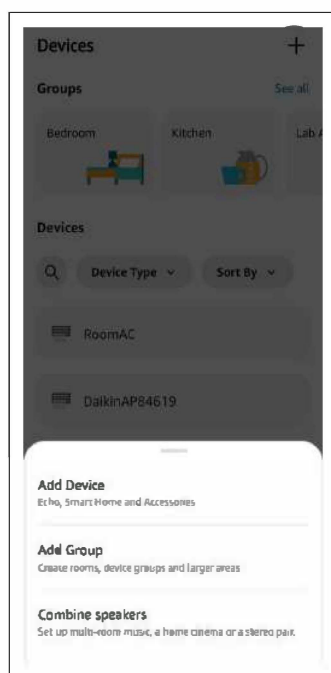 Devices +
Groups See all
Bedroom Kitchen Lab A
Devices
Device Type Sort By
RoomAC
DaikinAP84619
Add Device
Echo, Smart Home and Accessories
Add Group
Create rooms, device groups and larger areas
Combine speakers
Set up multi-room music, a home cinema or a stereo pair.